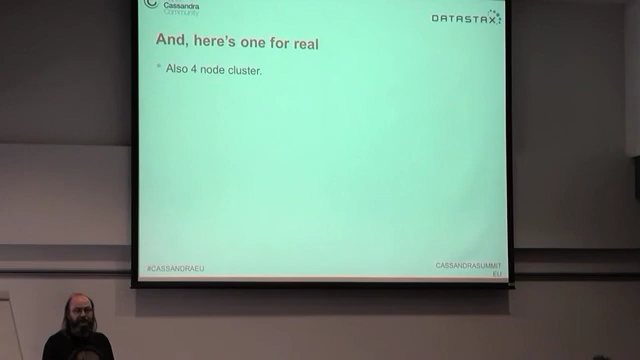 Cassandra
Community
DATASTAX
And, here's one for real
Also 4 node cluster.
#CASSANDRAEU
CASSANDRASUMMIT
EU